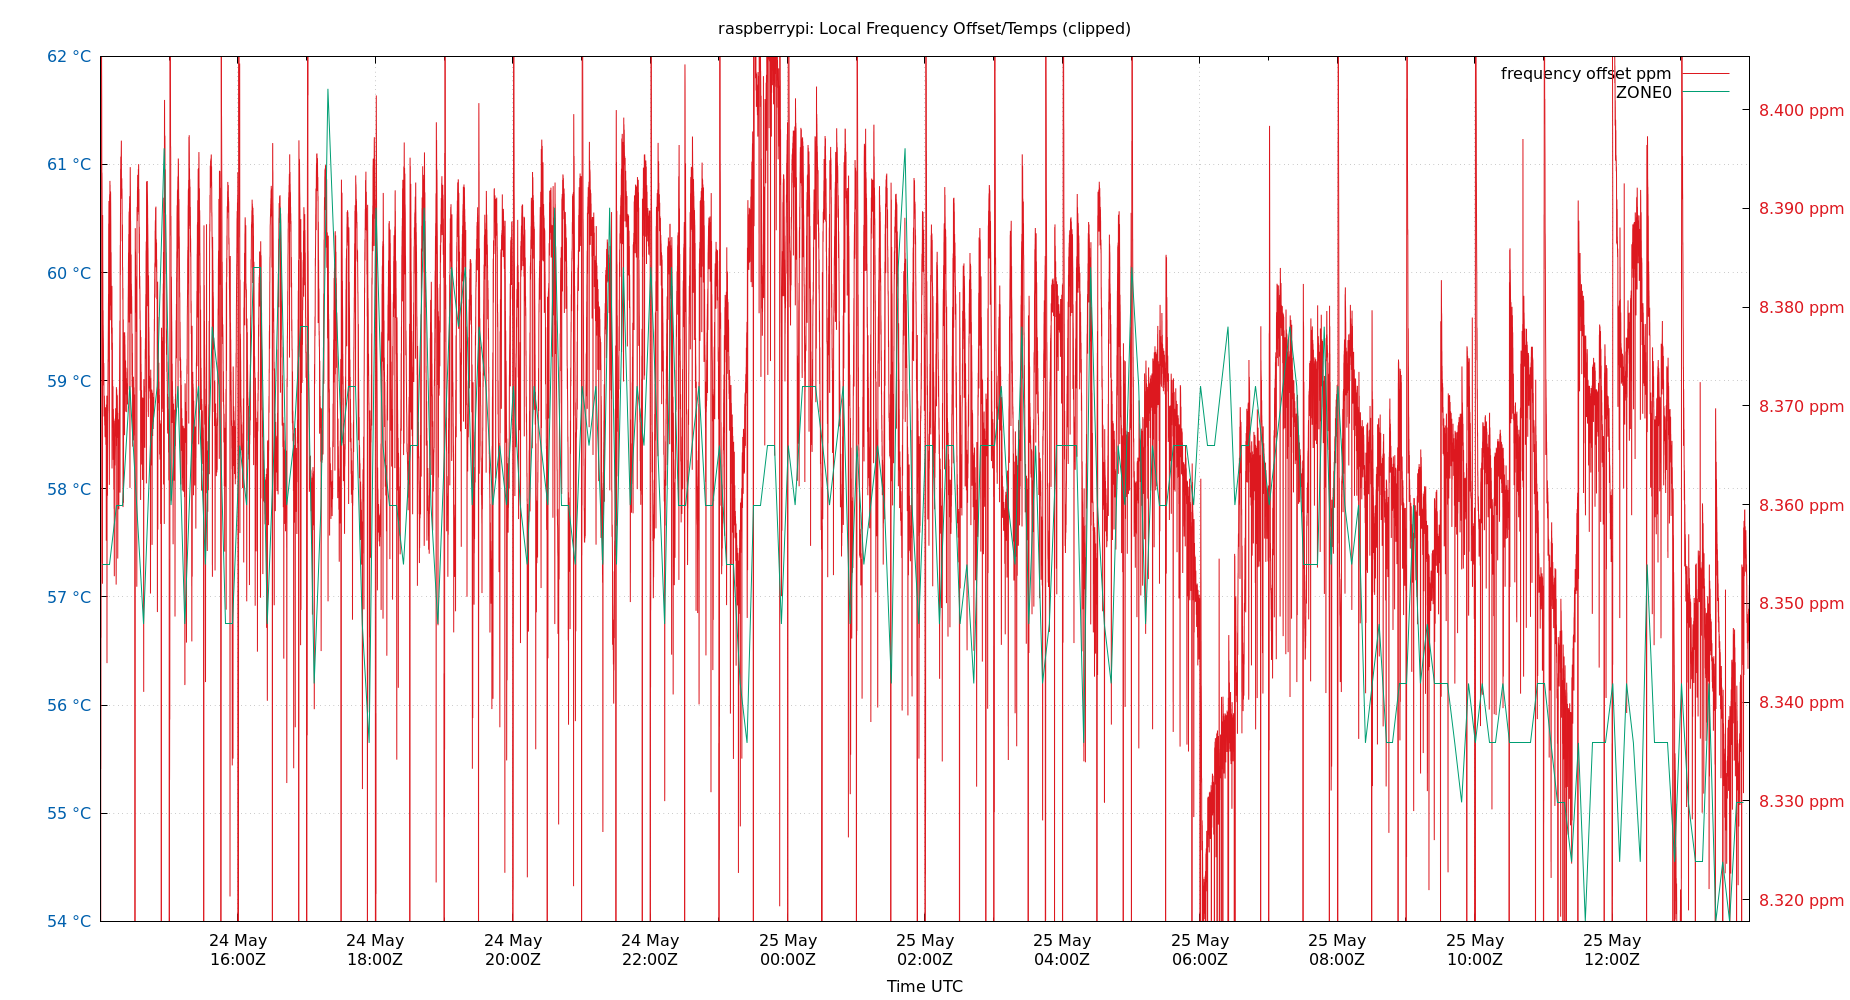 raspberrypi: Local Frequency Offset/Temps (clipped)
frequency offset ppm
ZONE0
62 °C
61 °C
60 °C
59 °C
58 °C
57 °C
56 °C
55 °C
54 °C
8.400 ppm
8.390 ppm
8.380 ppm
8.370 ppm
8.360 ppm
8.350 ppm
8.340 ppm
8.330 ppm
8.320 ppm
24 May
16:00Z
24 May
18:00Z
24 May
20:00Z
24 May
22:00Z
25 May
00:00Z
25 May
02:00Z
25 May
04:00Z
25 May
06:00Z
25 May
08:00Z
25 May
10:00Z
25 May
12:00Z
Time UTC